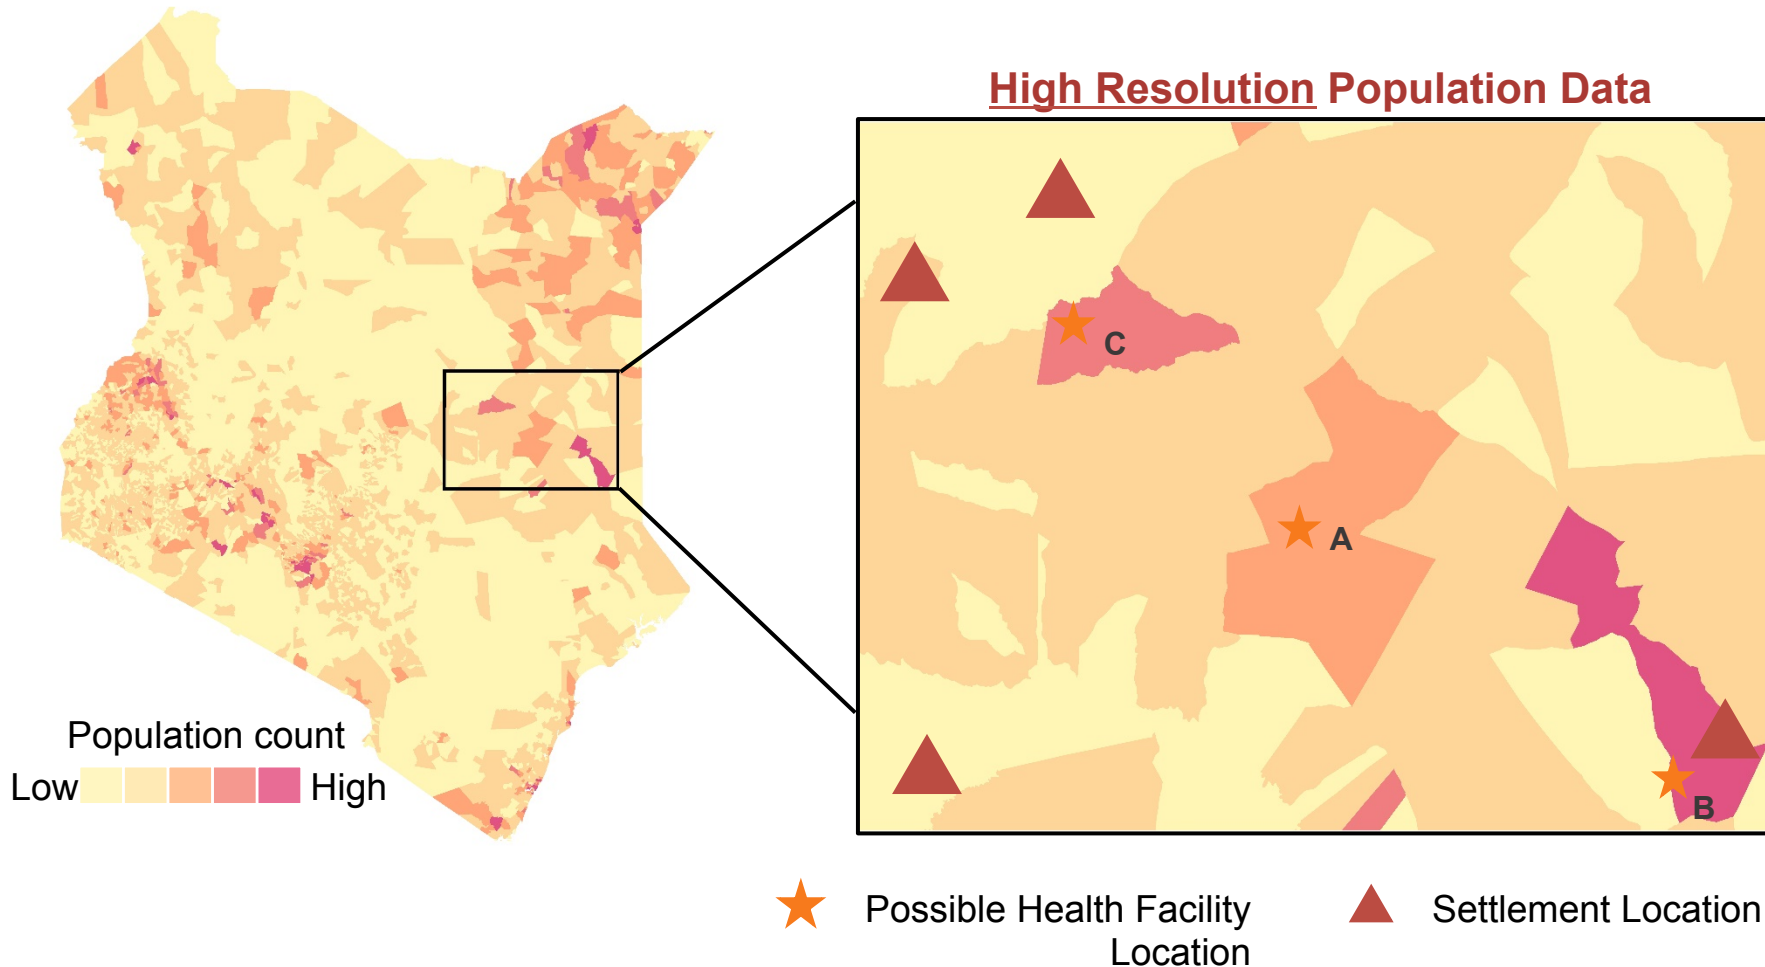 High Resolution Population Data
C
A
B
Population count
Low High
Possible Health Facility
Location
Settlement Location